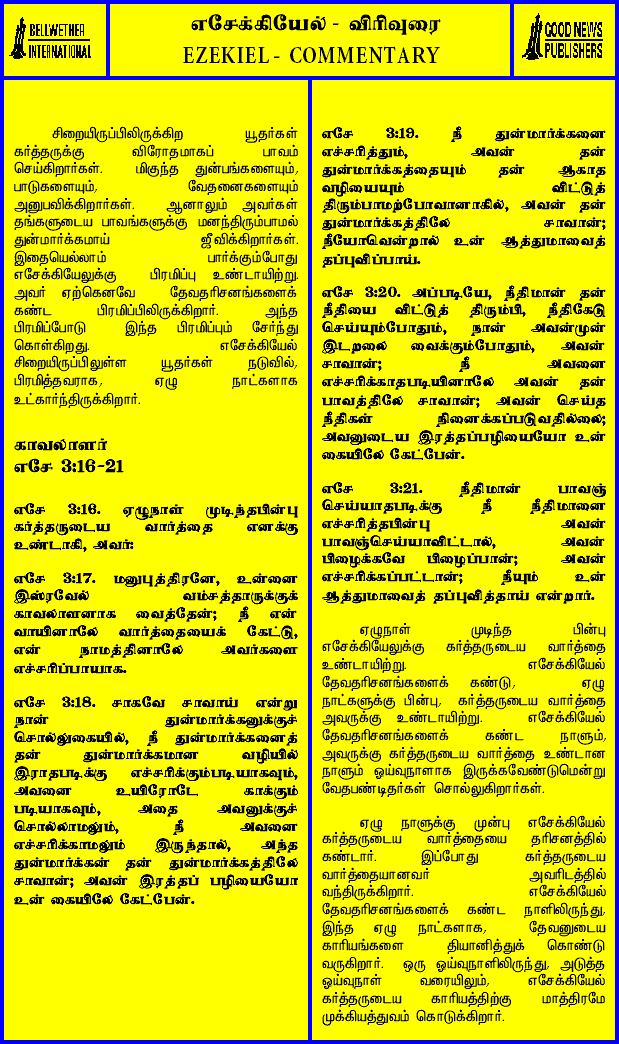 BELLWETHER
INTERNATIONAL
எசேக்கியேல் - விரிவுரை
EZEKIEL - COMMENTARY
GOOD NEWS
PUBLISHERS
சிறையிருப்பிலிருக்கிற யூதர்கள்
கர்த்தருக்கு விரோதமாகப் பாவம்
செய்கிறார்கள். மிகுந்த துன்பங்களையும்,
பாடுகளையும், வேதனைகளையும்
அனுபவிக்கிறார்கள். ஆனாலும் அவர்கள்
தங்களுடைய பாவங்களுக்கு மனந்திரும்பாமல்
துன்மார்க்கமாய் ஜீவிக்கிறார்கள்.
இதையெல்லாம் பார்க்கும்போது
எசேக்கியேலுக்கு பிரமிப்பு உண்டாயிற்று.
அவர் ஏற்கெனவே தேவதரிசனங்களைக்
கண்ட பிரமிப்பிலிருக்கிறார். அந்த
பிரமிப்போடு இந்த பிரமிப்பும் சேர்ந்து
கொள்கிறது. எசேக்கியேல்
சிறையிருப்பிலுள்ள யூதர்கள் நடுவில்,
பிரமித்தவராக, ஏழு நாட்களாக
உட்கார்ந்திருக்கிறார்.
காவலாளர்
எசே 3:16-21
எசே 3:16. ஏழுநாள் முடிந்தபின்பு
கர்த்தருடைய வார்த்தை எனக்கு
உண்டாகி, அவர்:
எசே 3:17. மனுபுத்திரனே, உன்னை
இஸ்ரவேல் வம்சத்தாருக்குக்
காவலாளனாக வைத்தேன்; நீ என்
வாயினாலே வார்த்தையைக் கேட்டு,
என் நாமத்தினாலே அவர்களை
எச்சரிப்பாயாக.
எசே 3:18. சாகவே சாவாய் என்று
நான் துன்மார்க்கனுக்குச்
சொல்லுகையில், நீ துன்மார்க்கனைத்
தன் துன்மார்க்கமான வழியில்
இராதபடிக்கு எச்சரிக்கும்படியாகவும்,
அவனை உயிரோடே காக்கும்
படியாகவும், அதை அவனுக்குச்
சொல்லாமலும், நீ அவனை
எச்சரிக்காமலும் இருந்தால், அந்த
துன்மார்க்கன் தன் துன்மார்க்கத்திலே
சாவான்; அவன் இரத்தப் பழியையோ
உன் கையிலே கேட்பேன்.
எசே 3:19. நீ துன்மார்க்கனை
எச்சரித்தும், அவன் தன்
துன்மார்க்கத்தையும் தன் ஆகாத
வழியையும் விட்டுத்
திரும்பாமற்போவானாகில், அவன் தன்
துன்மார்க்கத்திலே சாவான்;
நீயோவென்றால் உன் ஆத்துமாவைத்
தப்புவிப்பாய்.
எசே 3:20. அப்படியே, நீதிமான் தன்
நீதியை விட்டுத் திரும்பி, நீதிகேடு
செய்யும்போதும், நான் அவன்முன்
இடறலை வைக்கும்போதும், அவன்
சாவான்; நீ அவனை
எச்சரிக்காதபடியினாலே அவன் தன்
பாவத்திலே சாவான்; அவன் செய்த
நீதிகள் நினைக்கப்படுவதில்லை;
அவனுடைய இரத்தப்பழியையோ உன்
கையிலே கேட்பேன்.
எசே 3:21. நீதிமான் பாவஞ்
செய்யாதபடிக்கு நீ நீதிமானை
எச்சரித்தபின்பு அவன்
பாவஞ்செய்யாவிட்டால், அவன்
பிழைக்கவே பிழைப்பான்; அவன்
எச்சரிக்கப்பட்டான்; நீயும் உன்
ஆத்துமாவைத் தப்புவித்தாய் என்றார்.
ஏழுநாள் முடிந்த பின்பு
எசேக்கியேலுக்கு கர்த்தருடைய வார்த்தை
உண்டாயிற்று. எசேக்கியேல்
தேவதரிசனங்களைக் கண்டு, ஏழு
நாட்களுக்கு பின்பு, கர்த்தருடைய வார்த்தை
அவருக்கு உண்டாயிற்று. எசேக்கியேல்
தேவதரிசனங்களைக் கண்ட நாளும்,
அவருக்கு கர்த்தருடைய வார்த்தை உண்டான
நாளும் ஓய்வுநாளாக இருக்கவேண்டுமென்று
வேதபண்டிதர்கள் சொல்லுகிறார்கள்.
ஏழு நாளுக்கு முன்பு எசேக்கியேல்
கர்த்தருடைய வார்த்தையை தரிசனத்தில்
கண்டார். இப்போது கர்த்தருடைய
வார்த்தையானவர் அவரிடத்தில்
வந்திருக்கிறார். எசேக்கியேல்
தேவதரிசனங்களைக் கண்ட நாளிலிருந்து,
இந்த ஏழு நாட்களாக, தேவனுடைய
காரியங்களை தியானித்துக் கொண்டு
வருகிறார். ஒரு ஓய்வுநாளிலிருந்து, அடுத்த
ஓய்வுநாள் வரையிலும், எசேக்கியேல்
கர்த்தருடைய காரியத்திற்கு மாத்திரமே
முக்கியத்துவம் கொடுக்கிறார்.